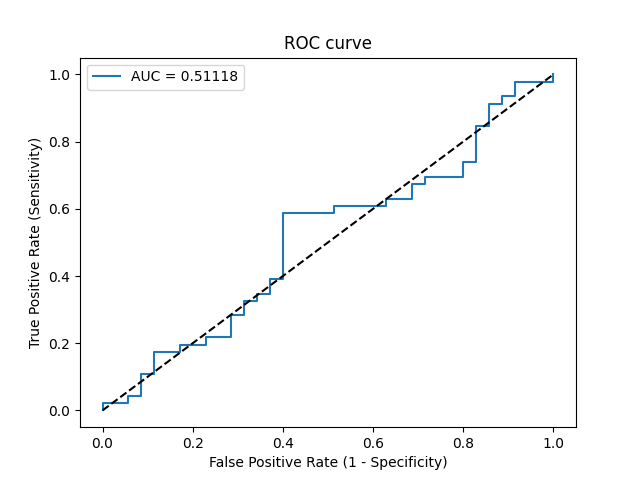 ROC curve
AUC = 0.51118
True Positive Rate (Sensitivity)
1.0
0.8
0.6
0.4
0.2
0.0
0.0 0.2 0.4 0.6 0.8 1.0
False Positive Rate (1 - Specificity)